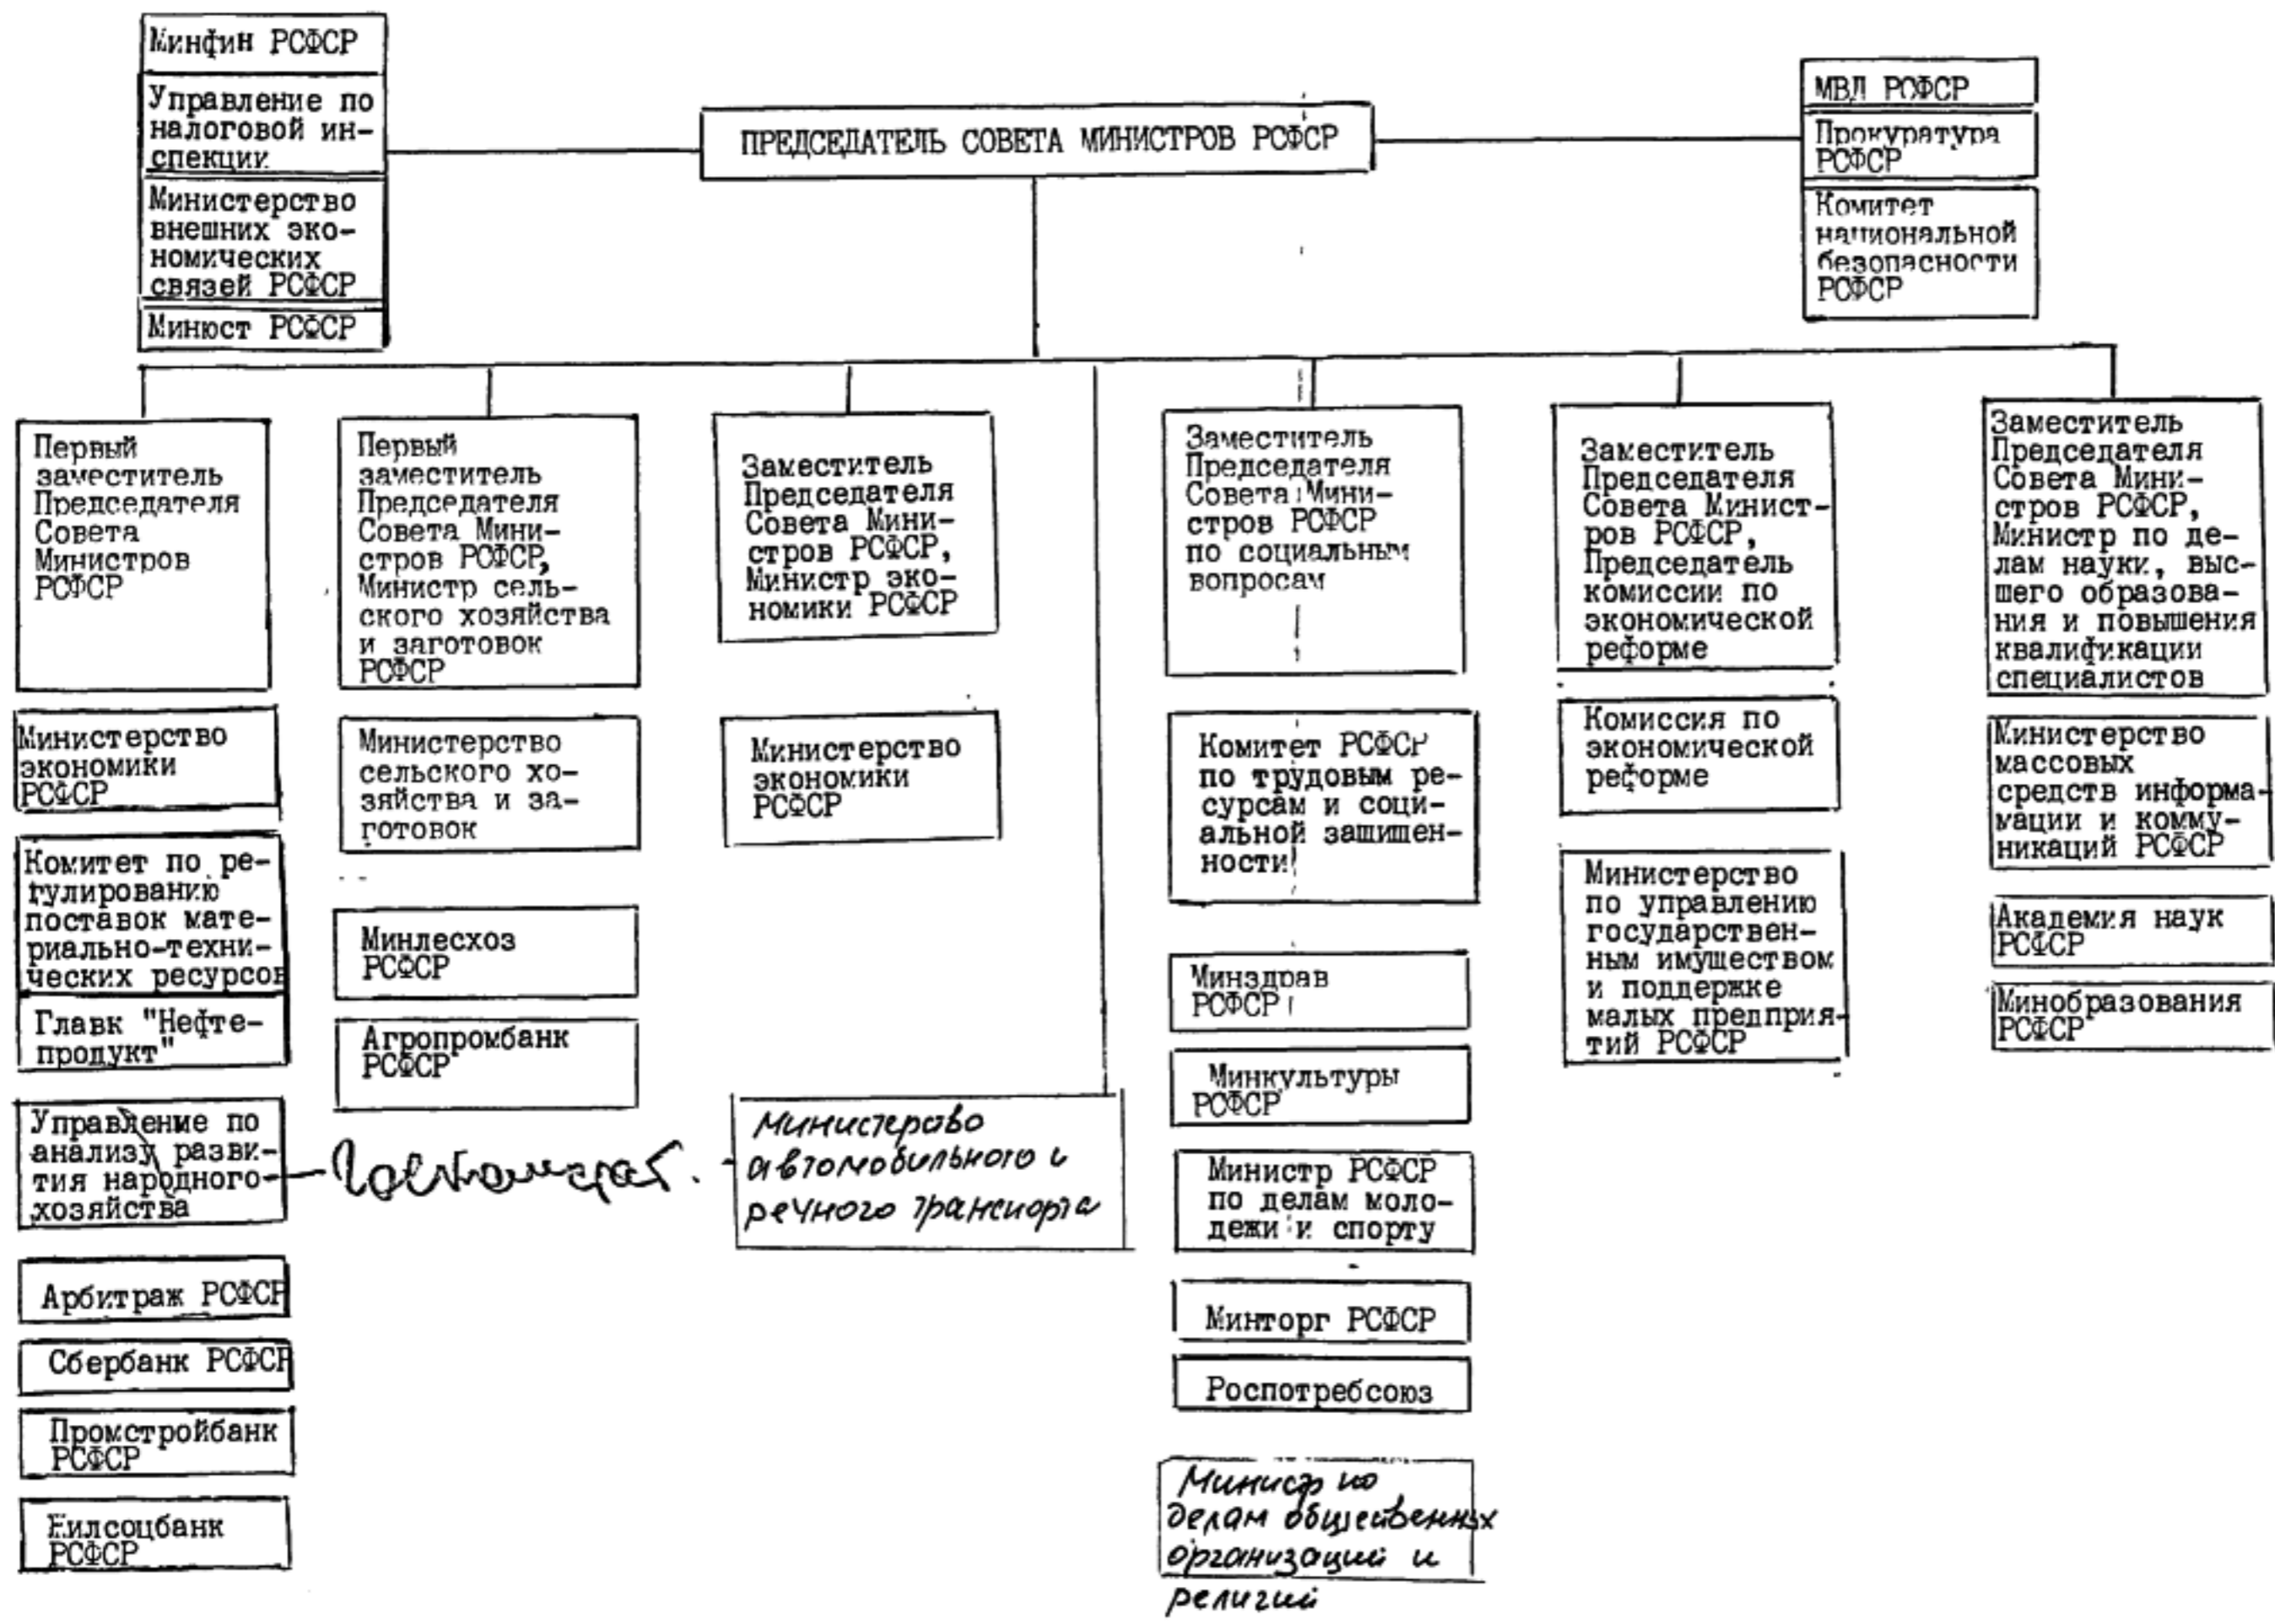 Минфин РСФСР
Управление по
налоговой ин-
спекции
Министерство
внешних эко-
номических
связей РСФСР
Минюст РСФСР
ПРЕДСЕДАТЕЛЬ СОВЕТА МИНИСТРОВ РСФСР
МВД РСФСР
Прокуратура
РСФСР
Комитет
национальной
безопасности
РСФСР
Первый
заместитель
Председателя
Совета
Министров
РСФСР
Министерство
экономики
РСФСР
Комитет по ре-
гулированию
поставок мате-
риально-техни-
ческих ресурсов
Главк "Нефте-
продукт"
Управление по
анализу разви-
тия народного
хозяйства
Госкомстат.
Арбитраж РСФСР
Сбербанк РСФСР
Промстройбанк
РСФСР
Жилсоцбанк
РСФСР
Первый
заместитель
Председателя
Совета Мини-
стров РСФСР,
Министр сель-
ского хозяйства
и заготовок
РСФСР
Министерство
сельского хо-
зяйства и за-
готовок
Минлесхоз
РСФСР
Агропромбанк
РСФСР
Заместитель
Председателя
Совета Мини-
стров РСФСР,
Министр эко-
номики РСФСР
Министерство
экономики
РСФСР
Министерство
автомобильного и
речного транспорта
Заместитель
Председателя
Совета Мини-
стров РСФСР
по социальным
вопросам
Комитет РСФСР
по трудовым ре-
сурсам и соци-
альной защищен-
ности
Минздрав
РСФСР
Минкультуры
РСФСР
Министр РСФСР
по делам моло-
дежи и спорту
Минторг РСФСР
Роспотребсоюз
Министр по
делам общественных
организаций и
религий
Заместитель
Председателя
Совета Минист-
ров РСФСР,
Председатель
комиссии по
экономической
реформе
Комиссия по
экономической
реформе
Министерство
по управлению
государствен-
ным имуществом
и поддержке
малых предприя-
тий РСФСР
Заместитель
Председателя
Совета Мини-
стров РСФСР,
Министр по де-
лам науки, выс-
шего образова-
ния и повышения
квалификации
специалистов
Министерство
массовых
средств информа-
мации и комму-
никаций РСФСР
Академия наук
РСФСР
Минобразования
РСФСР